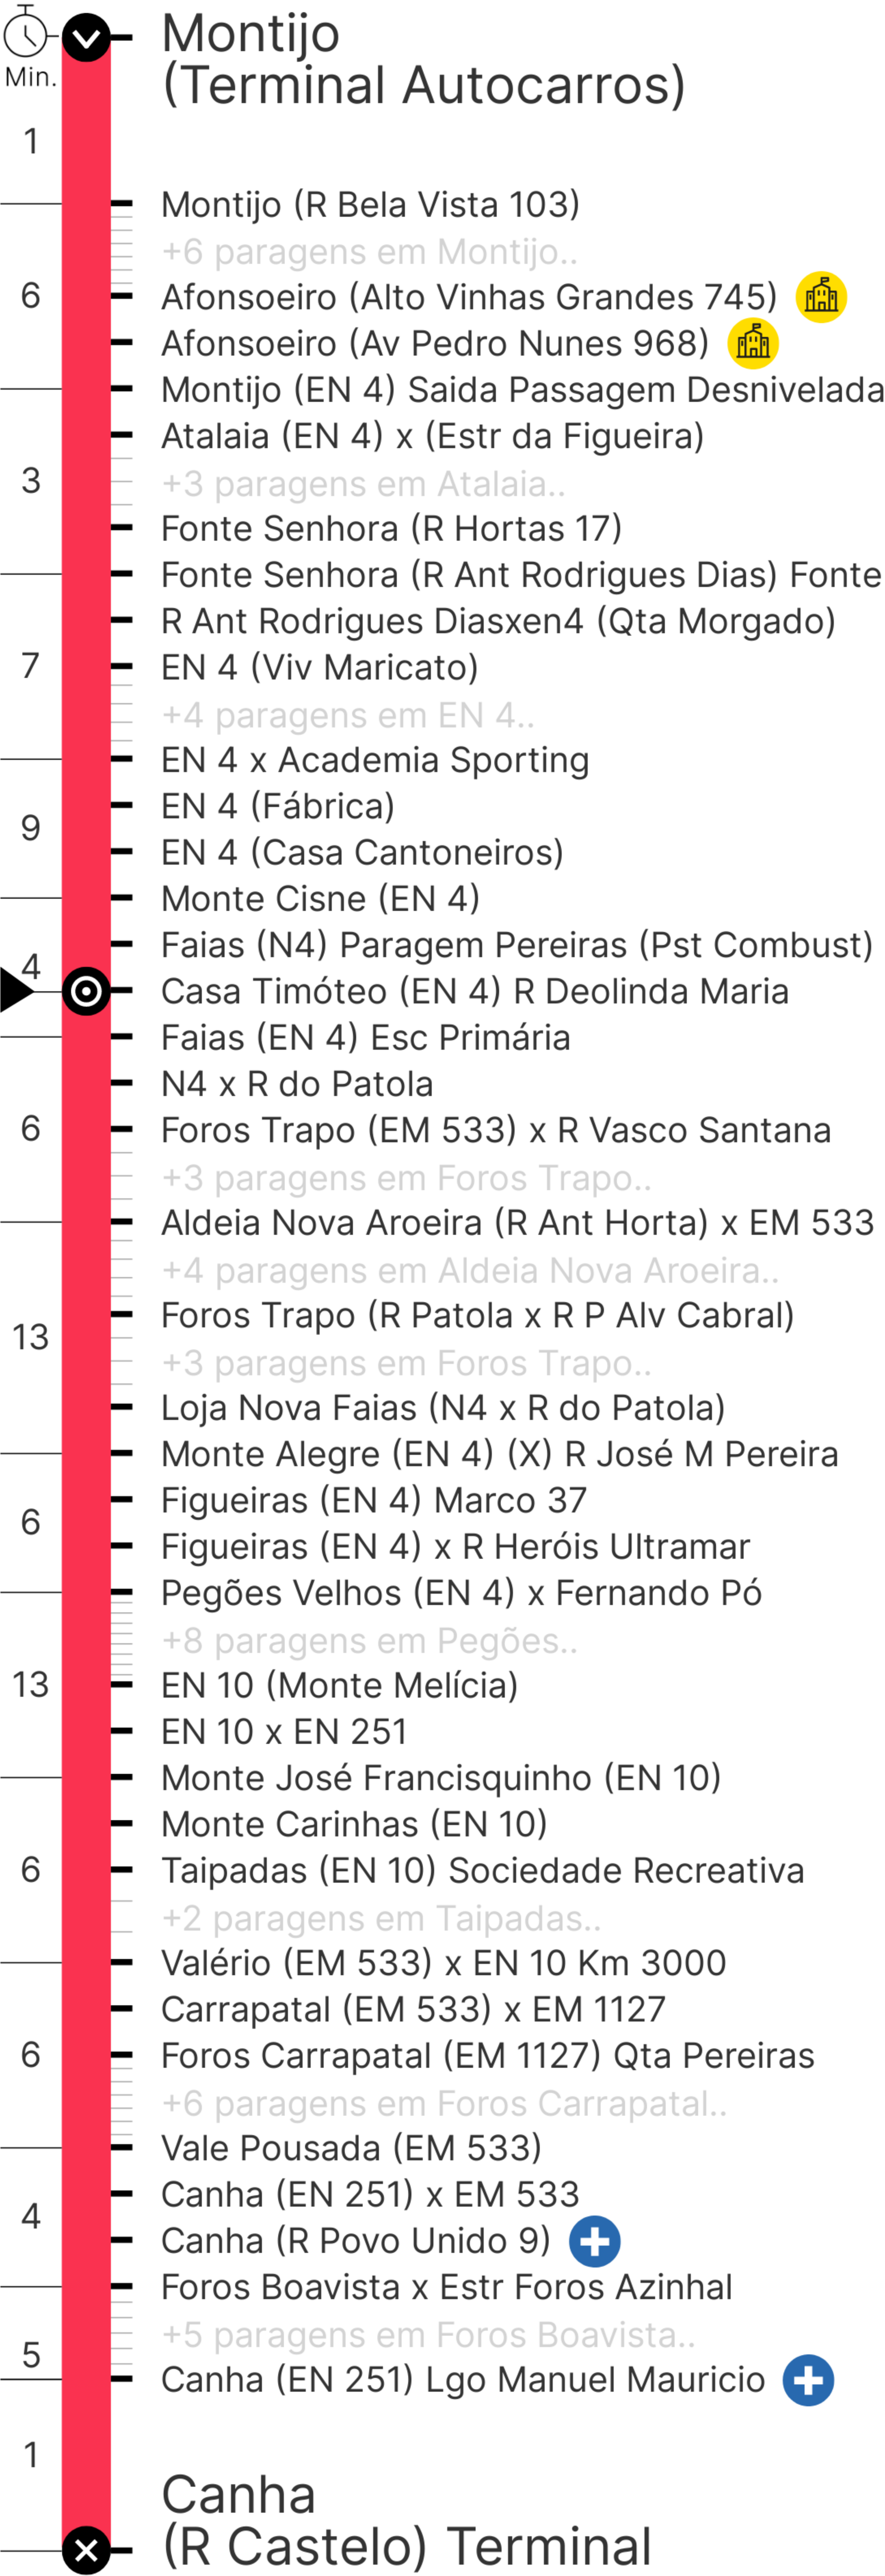 Montijo
(Terminal Autocarros)
Min.
1
Montijo (R Bela Vista 103)
+6 paragens em Montijo..
6
Afonsoeiro (Alto Vinhas Grandes 745)
Afonsoeiro (Av Pedro Nunes 968)
Montijo (EN 4) Saida Passagem Desnivelada
Atalaia (EN 4) x (Estr da Figueira)
3
+3 paragens em Atalaia..
Fonte Senhora (R Hortas 17)
Fonte Senhora (R Ant Rodrigues Dias) Fonte
R Ant Rodrigues Diasxen4 (Qta Morgado)
7
EN 4 (Viv Maricato)
+4 paragens em EN 4..
EN 4 x Academia Sporting
EN 4 (Fábrica)
9
EN 4 (Casa Cantoneiros)
Monte Cisne (EN 4)
Faias (N4) Paragem Pereiras (Pst Combust)
4
Casa Timóteo (EN 4) R Deolinda Maria
Faias (EN 4) Esc Primária
N4 x R do Patola
6
Foros Trapo (EM 533) x R Vasco Santana
+3 paragens em Foros Trapo..
Aldeia Nova Aroeira (R Ant Horta) x EM 533
+4 paragens em Aldeia Nova Aroeira..
Foros Trapo (R Patola x R P Alv Cabral)
13
+3 paragens em Foros Trapo..
Loja Nova Faias (N4 x R do Patola)
Monte Alegre (EN 4) (X) R José M Pereira
Figueiras (EN 4) Marco 37
6
Figueiras (EN 4) x R Heróis Ultramar
Pegões Velhos (EN 4) x Fernando Pó
+8 paragens em Pegões..
13
EN 10 (Monte Melícia)
EN 10 x EN 251
Monte José Francisquinho (EN 10)
Monte Carinhas (EN 10)
6
Taipadas (EN 10) Sociedade Recreativa
+2 paragens em Taipadas..
Valério (EM 533) x EN 10 Km 3000
Carrapatal (EM 533) x EM 1127
6
Foros Carrapatal (EM 1127) Qta Pereiras
+6 paragens em Foros Carrapatal..
Vale Pousada (EM 533)
Canha (EN 251) x EM 533
4
Canha (R Povo Unido 9)
Foros Boavista x Estr Foros Azinhal
+5 paragens em Foros Boavista..
5
Canha (EN 251) Lgo Manuel Mauricio
1
Canha
(R Castelo) Terminal